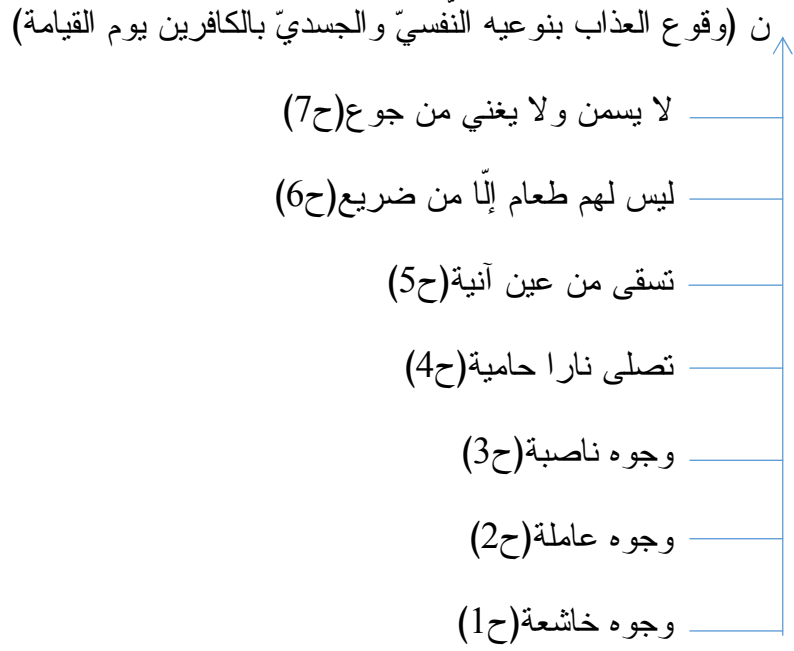 ن (وقوع العذاب بنوعيه النّفسيّ والجسديّ بالكافرين يوم القيامة)
لا يسمن ولا يغني من جوع(ح7)
ليس لهم طعام إلّا من ضريع(ح6)
تسقى من عين آنية(ح5)
تصلى نارا حامية(ح4)
وجوه ناصبة(ح3)
وجوه عاملة(ح2)
وجوه خاشعة(ح1)